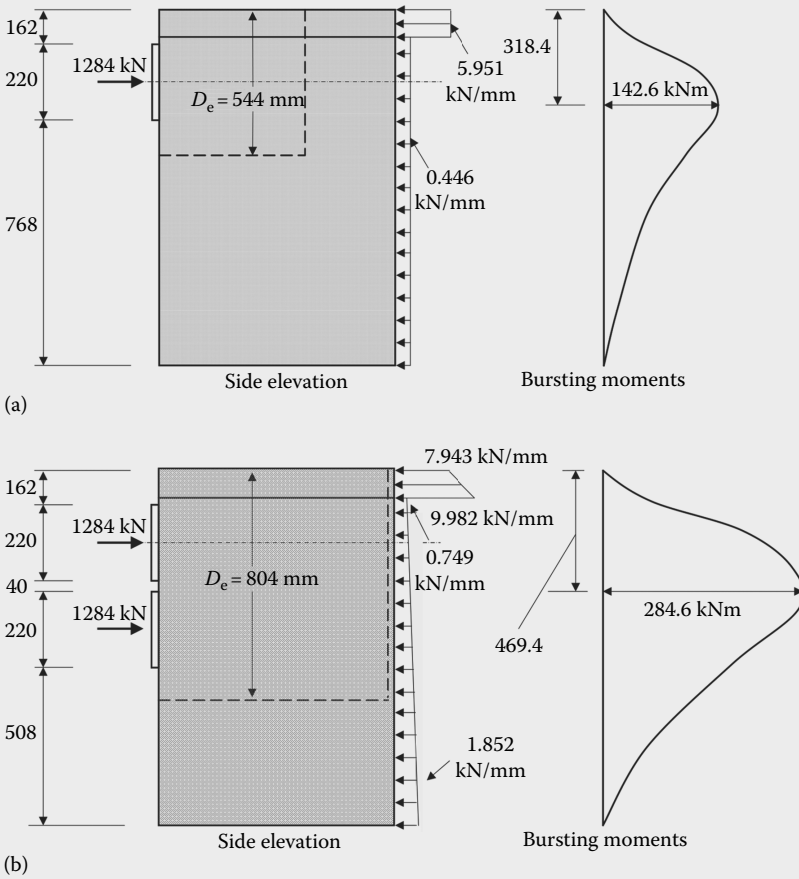 162
220
768
1284 kN
De = 544 mm
5.951
kN/mm
0.446
kN/mm
318.4
142.6 kNm
Side elevation
Bursting moments
(a)
162
220
40
220
508
1284 kN
1284 kN
De = 804 mm
7.943 kN/mm
9.982 kN/mm
0.749
kN/mm
1.852
kN/mm
469.4
284.6 kNm
Side elevation
Bursting moments
(b)